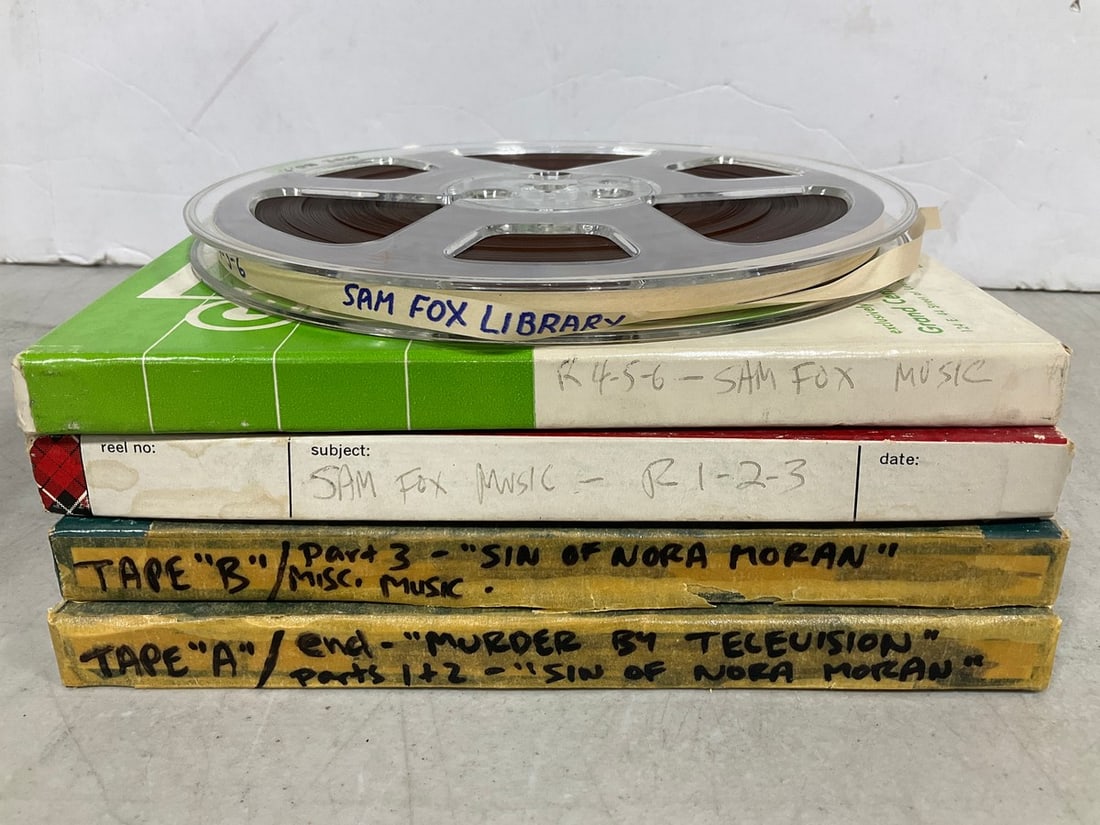 SAM FOX LIBRARY
R 4-5-6 - SAM FOX MUSIC
reel no:
subject:
date:
SAM FOX MUSIC - R 1-2-3
TAPE "B" / Part 3 - "SIN OF NORA MORAN"
MISC. MUSIC.
TAPE "A" / end - "MURDER BY TELEVISION"
parts 1+2 - "SIN OF NORA MORAN"